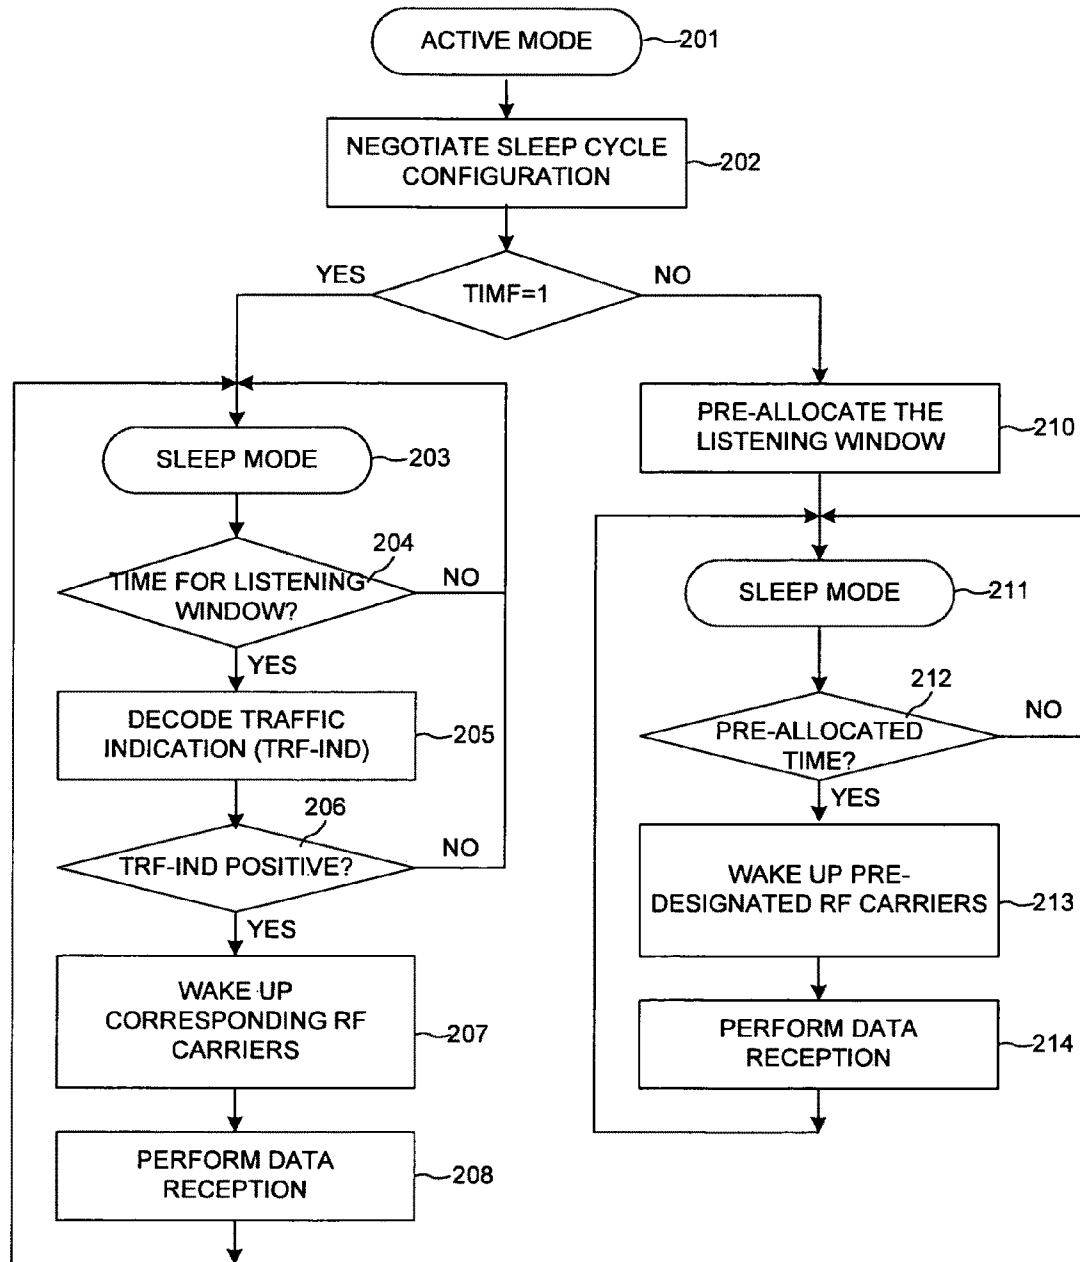 ACTIVE MODE
201
NEGOTIATE SLEEP CYCLE
CONFIGURATION
202
YES
TIMF=1
NO
SLEEP MODE
203
TIME FOR LISTENING
WINDOW?
204
NO
YES
DECODE TRAFFIC
INDICATION (TRF-IND)
205
206
TRF-IND POSITIVE?
NO
YES
WAKE UP
CORRESPONDING RF
CARRIERS
207
PERFORM DATA
RECEPTION
208
PRE-ALLOCATE THE
LISTENING WINDOW
210
SLEEP MODE
211
212
PRE-ALLOCATED
TIME?
NO
YES
WAKE UP PRE-
DESIGNATED RF CARRIERS
213
PERFORM DATA
RECEPTION
214